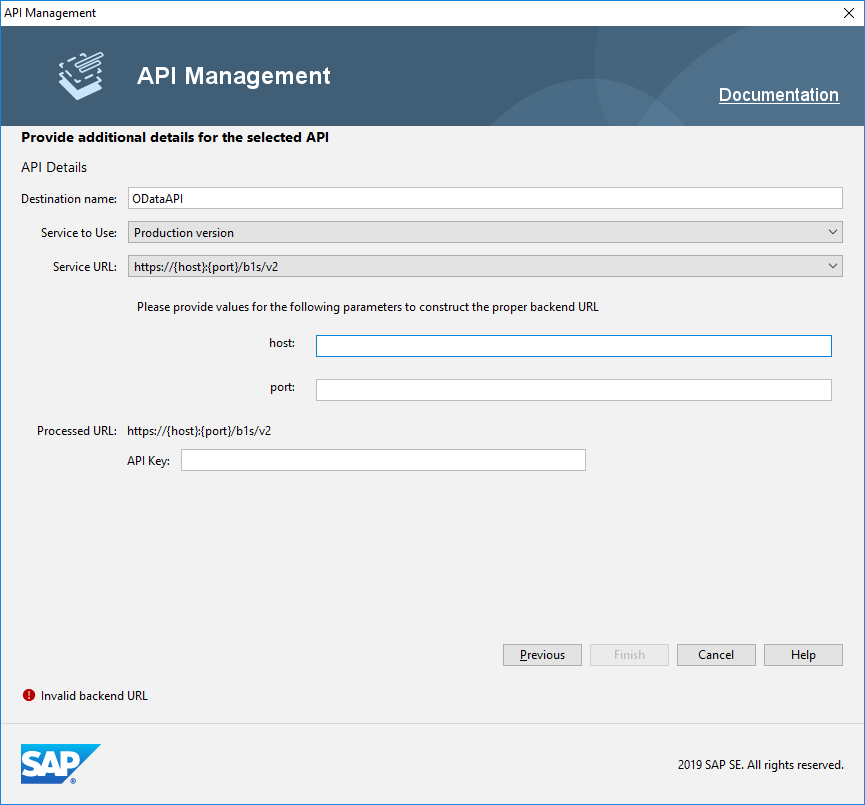 API Management
API Management
Documentation
Provide additional details for the selected API
API Details
Destination name: ODataAPI
Service to Use: Production version
Service URL: https://{host}:{port}/b1s/v2
Please provide values for the following parameters to construct the proper backend URL
host:
port:
Processed URL: https://{host}:{port}/b1s/v2
API Key:
Previous Finish Cancel Help
Invalid backend URL
SAP® 2019 SAP SE. All rights reserved.